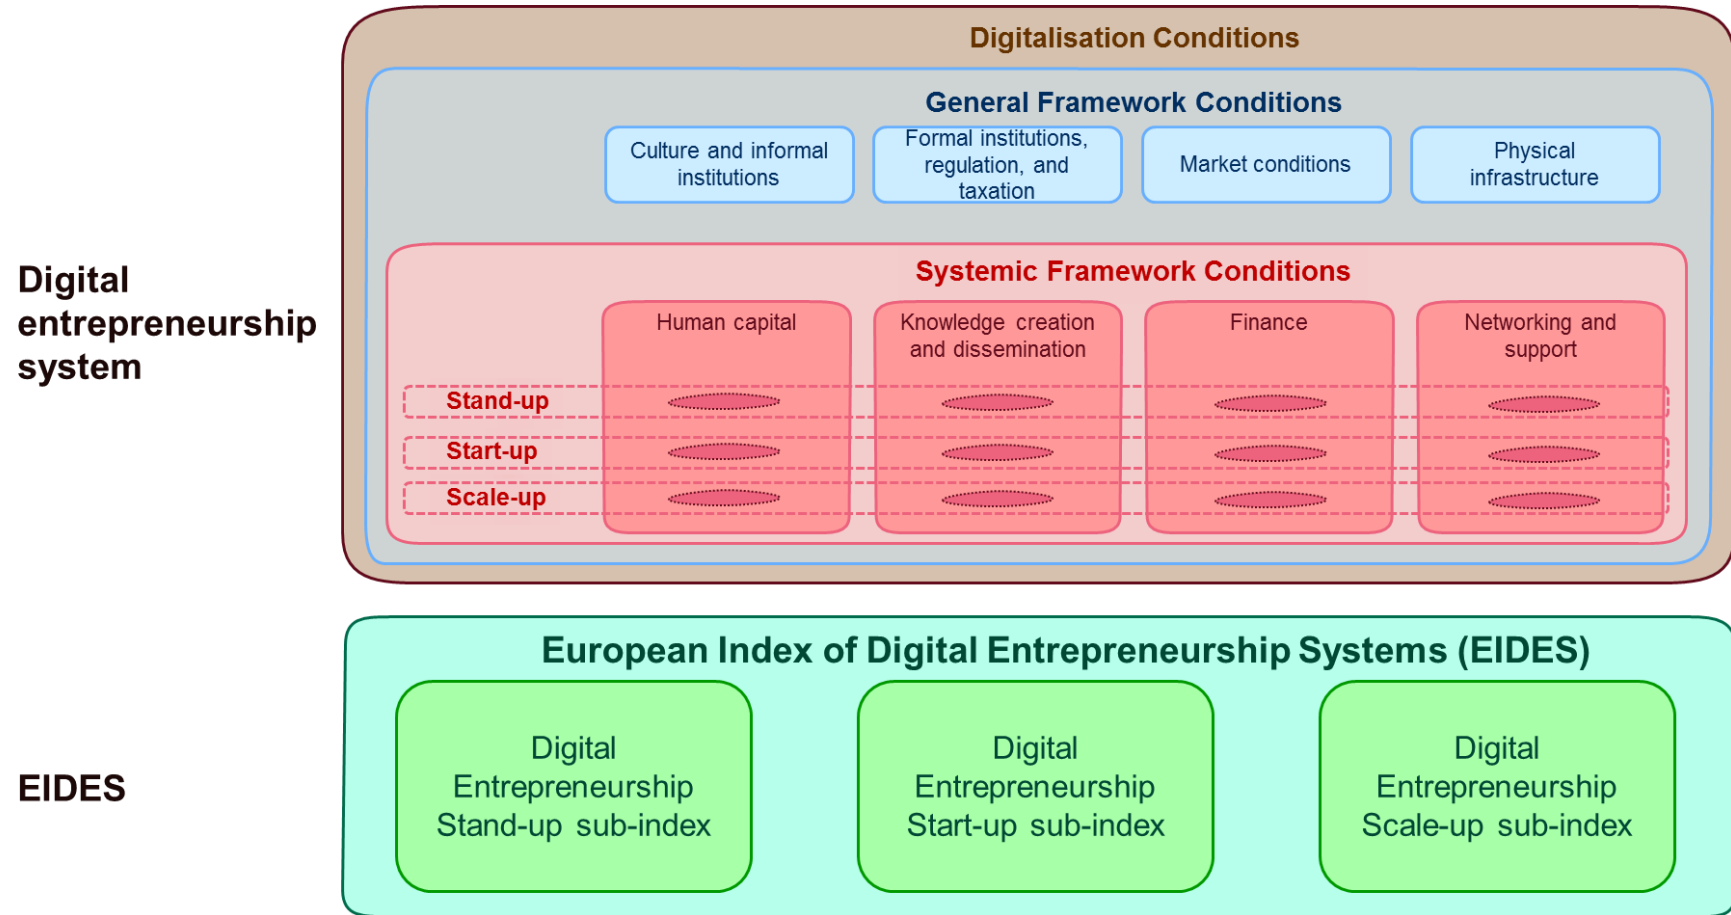 Digitalisation Conditions
General Framework Conditions
Culture and informal
institutions
Formal institutions,
regulation, and
taxation
Market conditions
Physical
infrastructure
Digital
entrepreneurship
system
Systemic Framework Conditions
Human capital
Knowledge creation
and dissemination
Finance
Networking and
support
Stand-up
Start-up
Scale-up
European Index of Digital Entrepreneurship Systems (EIDES)
EIDES
Digital
Entrepreneurship
Stand-up sub-index
Digital
Entrepreneurship
Start-up sub-index
Digital
Entrepreneurship
Scale-up sub-index